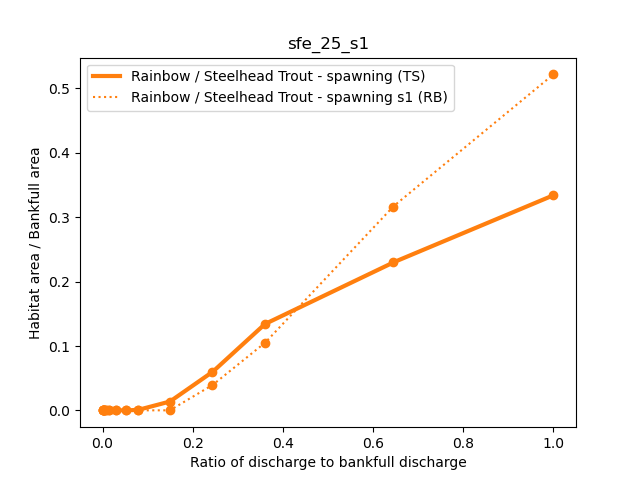 sfe_25_s1
Rainbow / Steelhead Trout - spawning (TS)
Rainbow / Steelhead Trout - spawning s1 (RB)
Habitat area / Bankfull area
0.5
0.4
0.3
0.2
0.1
0.0
0.0 0.2 0.4 0.6 0.8 1.0
Ratio of discharge to bankfull discharge